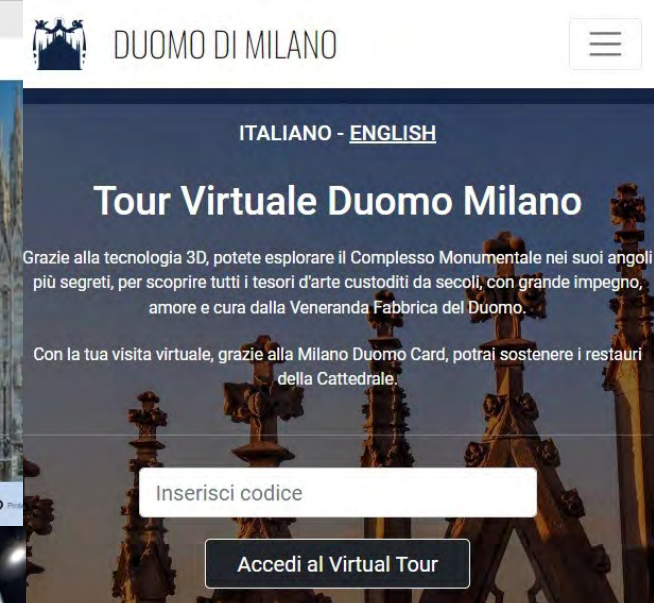 DUOMO DI MILANO
ITALIANO - ENGLISH
Tour Virtuale Duomo Milano
Grazie alla tecnologia 3D, potete esplorare il Complesso Monumentale nei suoi angoli
più segreti, per scoprire tutti i tesori d'arte custoditi da secoli, con grande impegno,
amore e cura dalla Veneranda Fabbrica del Duomo.
Con la tua visita virtuale, grazie alla Milano Duomo Card, potrai sostenere i restauri
della Cattedrale.
Inserisci codice
Accedi al Virtual Tour